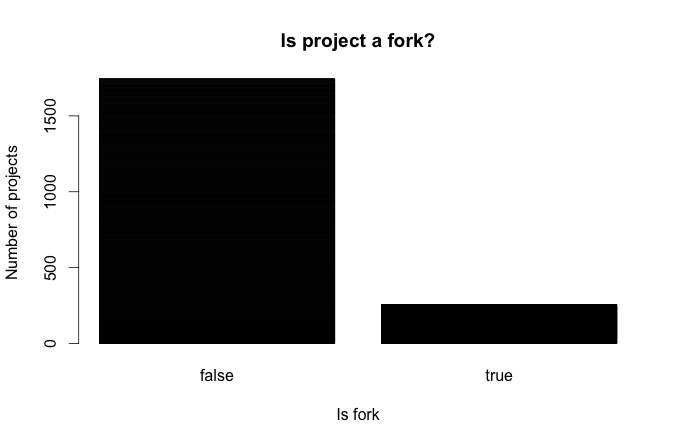 Is project a fork?
Number of projects
1500
1000
500
0
false
true
Is fork